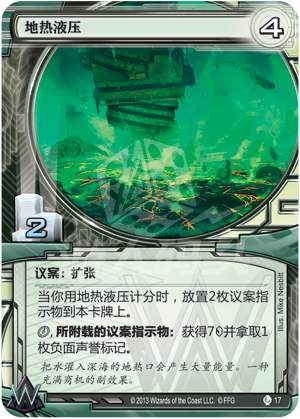 地热液压
4
2
议案：扩张
当你用地热液压计分时，放置2枚议案指
示物到本卡牌上。
，所附载的议案指示物：获得7并拿取1
枚负面声誉标记。
把水灌入深海的地热口会产生大量能量。一种
充满商机的副效果。
Illus. Mike Nesbitt
©2013 Wizards of the Coast LLC. ©FFG
17